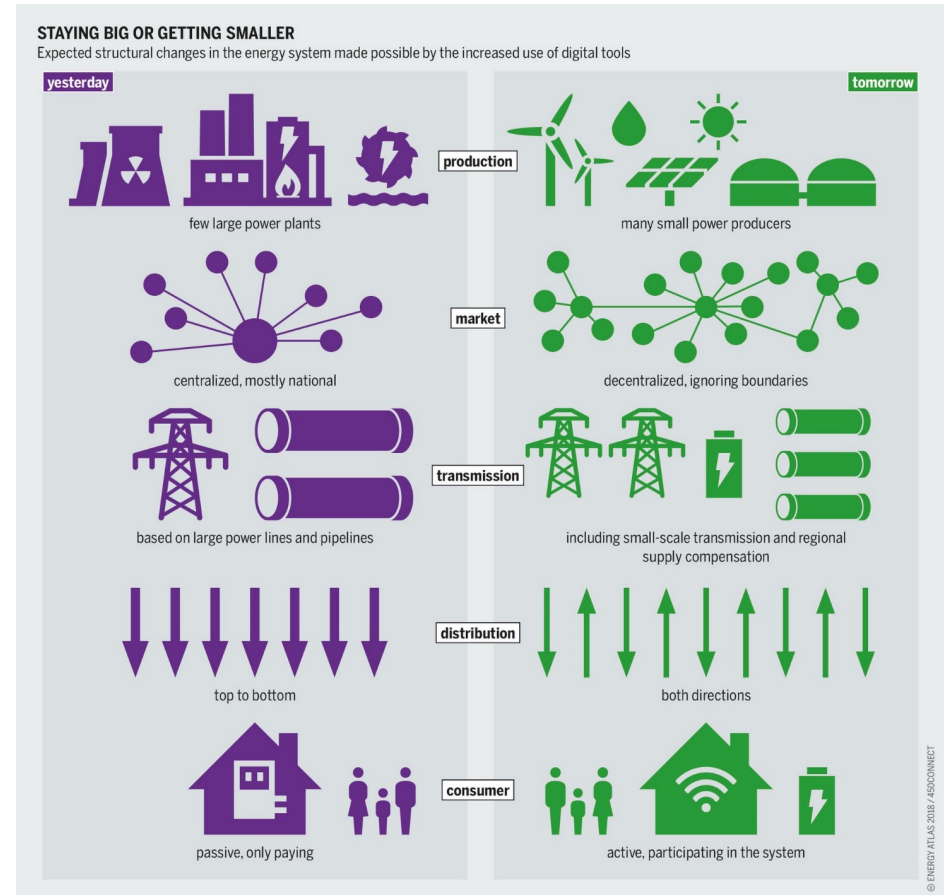 STAYING BIG OR GETTING SMALLER
Expected structural changes in the energy system made possible by the increased use of digital tools
yesterday
tomorrow
production
few large power plants
many small power producers
market
centralized, mostly national
decentralized, ignoring boundaries
transmission
based on large power lines and pipelines
including small-scale transmission and regional
supply compensation
distribution
top to bottom
both directions
consumer
passive, only paying
active, participating in the system
© ENERGY ATLAS 2018 / 450CONNECT